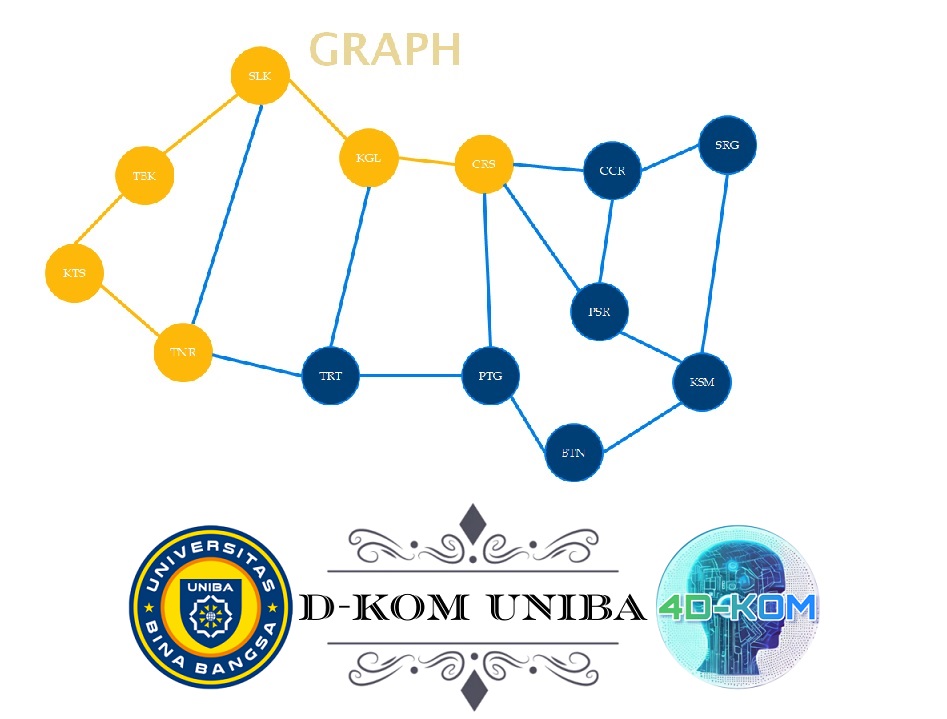 GRAPH
SLK
KGL
CRS
SRG
CCR
TBK
KTS
PSR
TNR
TRT
PTG
KSM
BTN
UNIVERSITAS
UNIBA
BINA BANGSA
D-KOM UNIBA
4D-KOM